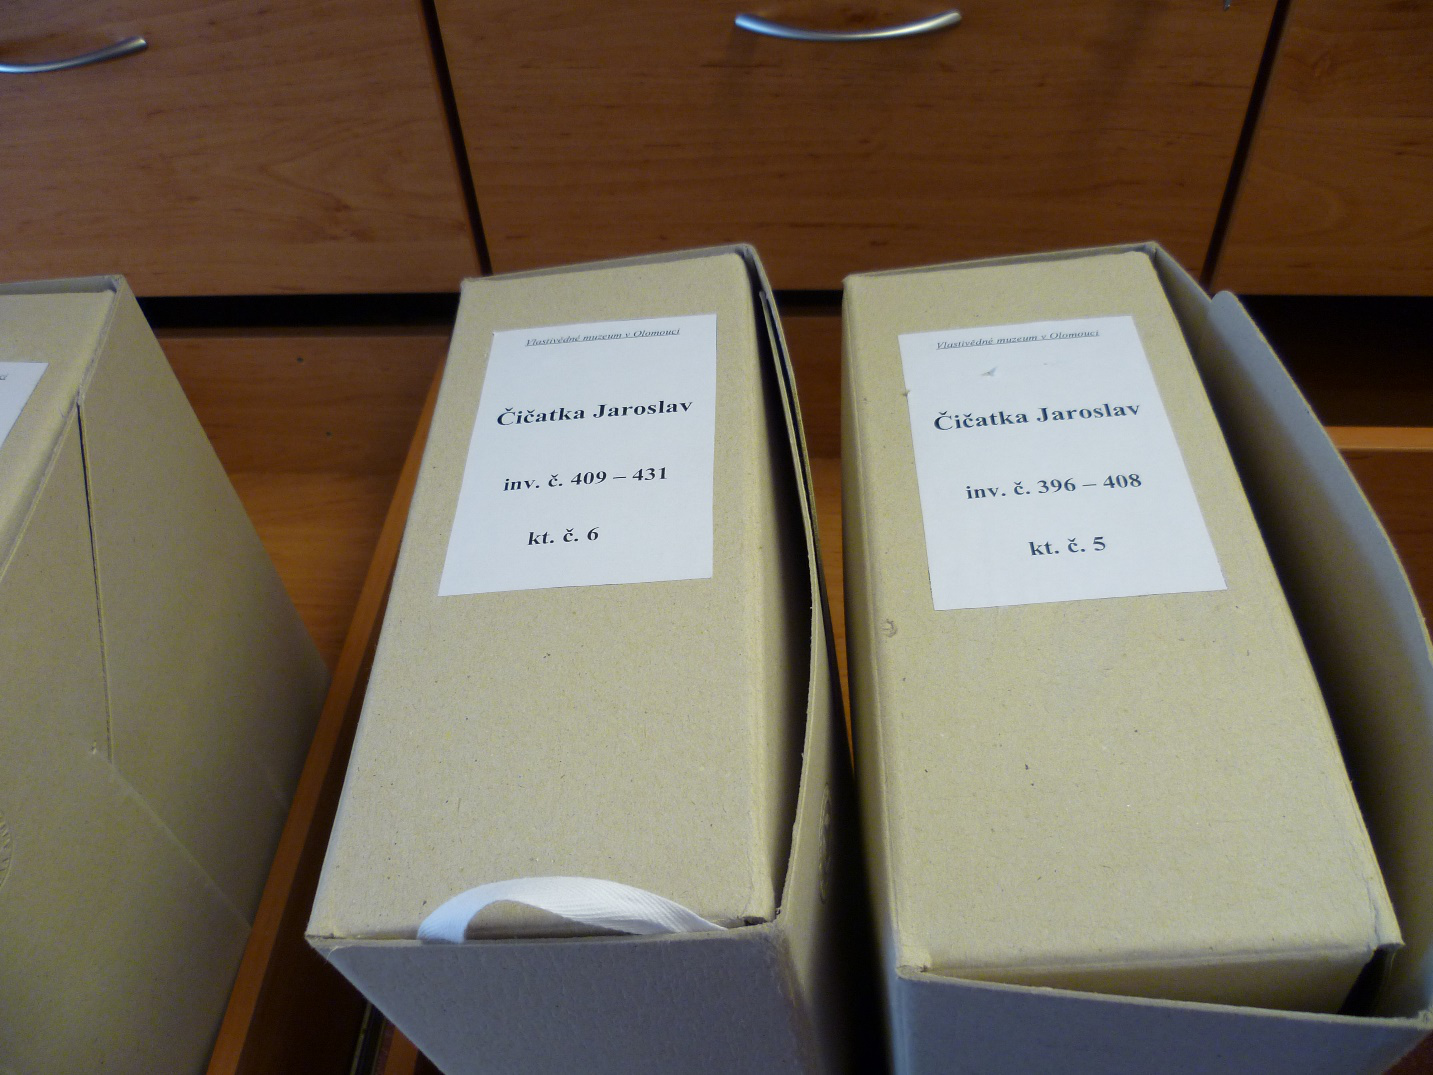 Vlastivědné muzeum v Olomouci
Čičatka Jaroslav
inv. č. 409 – 431
kt. č. 6
Vlastivědné muzeum v Olomouci
Čičatka Jaroslav
inv. č. 396 – 408
kt. č. 5